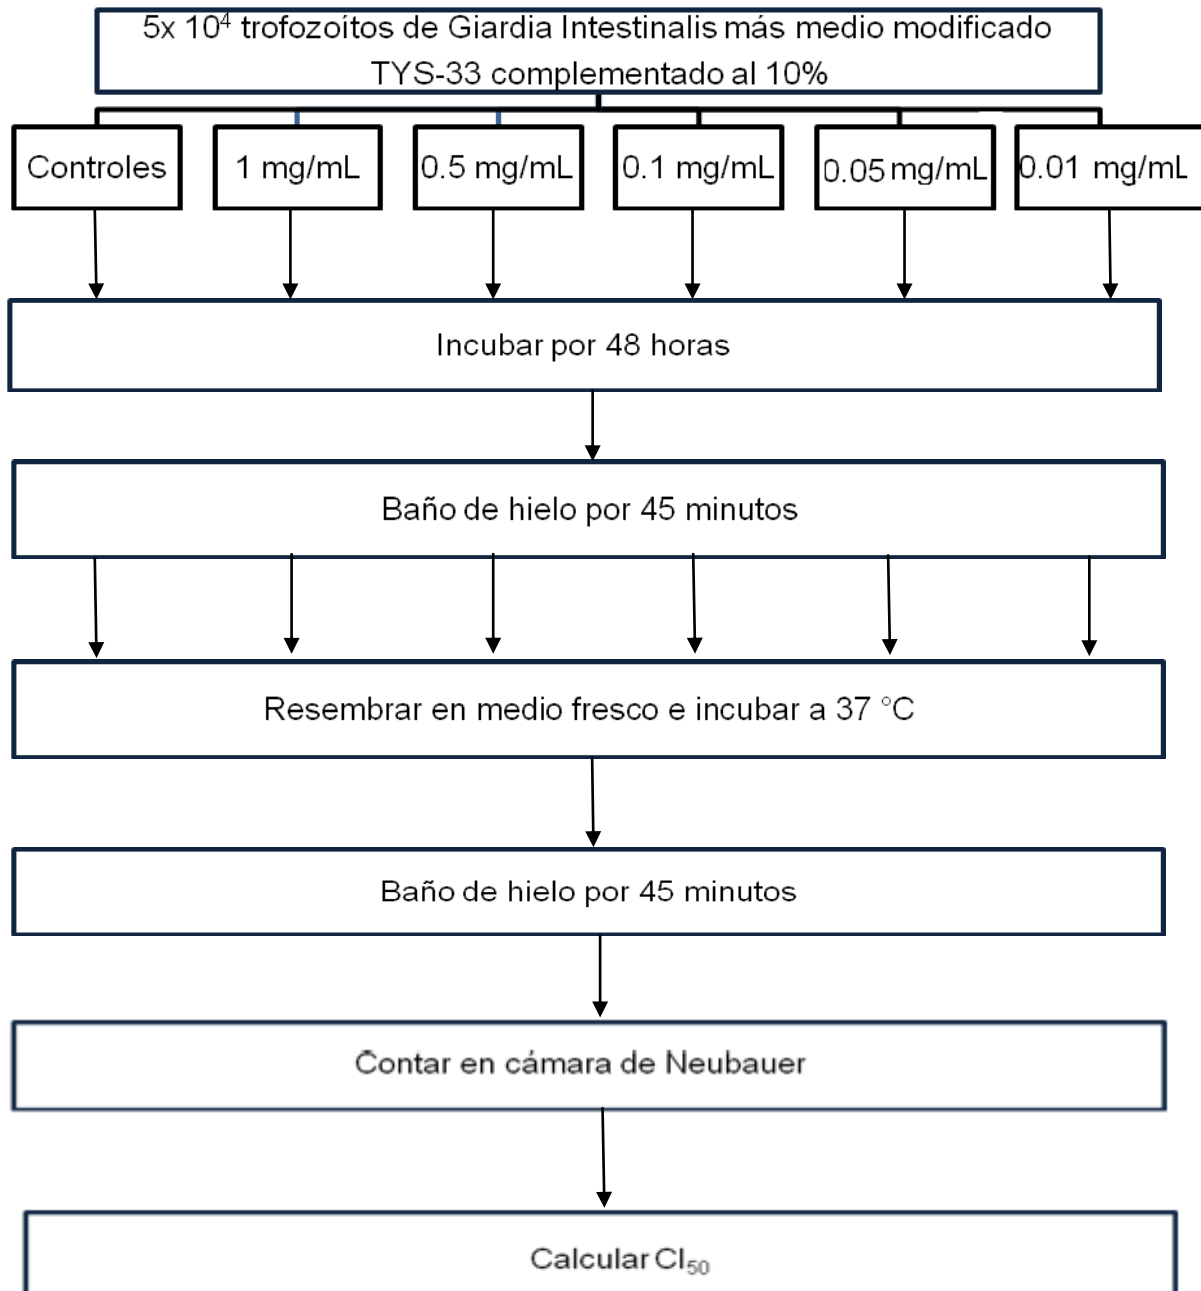 5x 10⁴ trofozoítos de Giardia Intestinalis más medio modificado
TYS-33 complementado al 10%
Controles
1 mg/mL
0.5 mg/mL
0.1 mg/mL
0.05 mg/mL
0.01 mg/mL
Incubar por 48 horas
Baño de hielo por 45 minutos
Resembrar en medio fresco e incubar a 37 °C
Baño de hielo por 45 minutos
Contar en cámara de Neubauer
Calcular CI₅₀